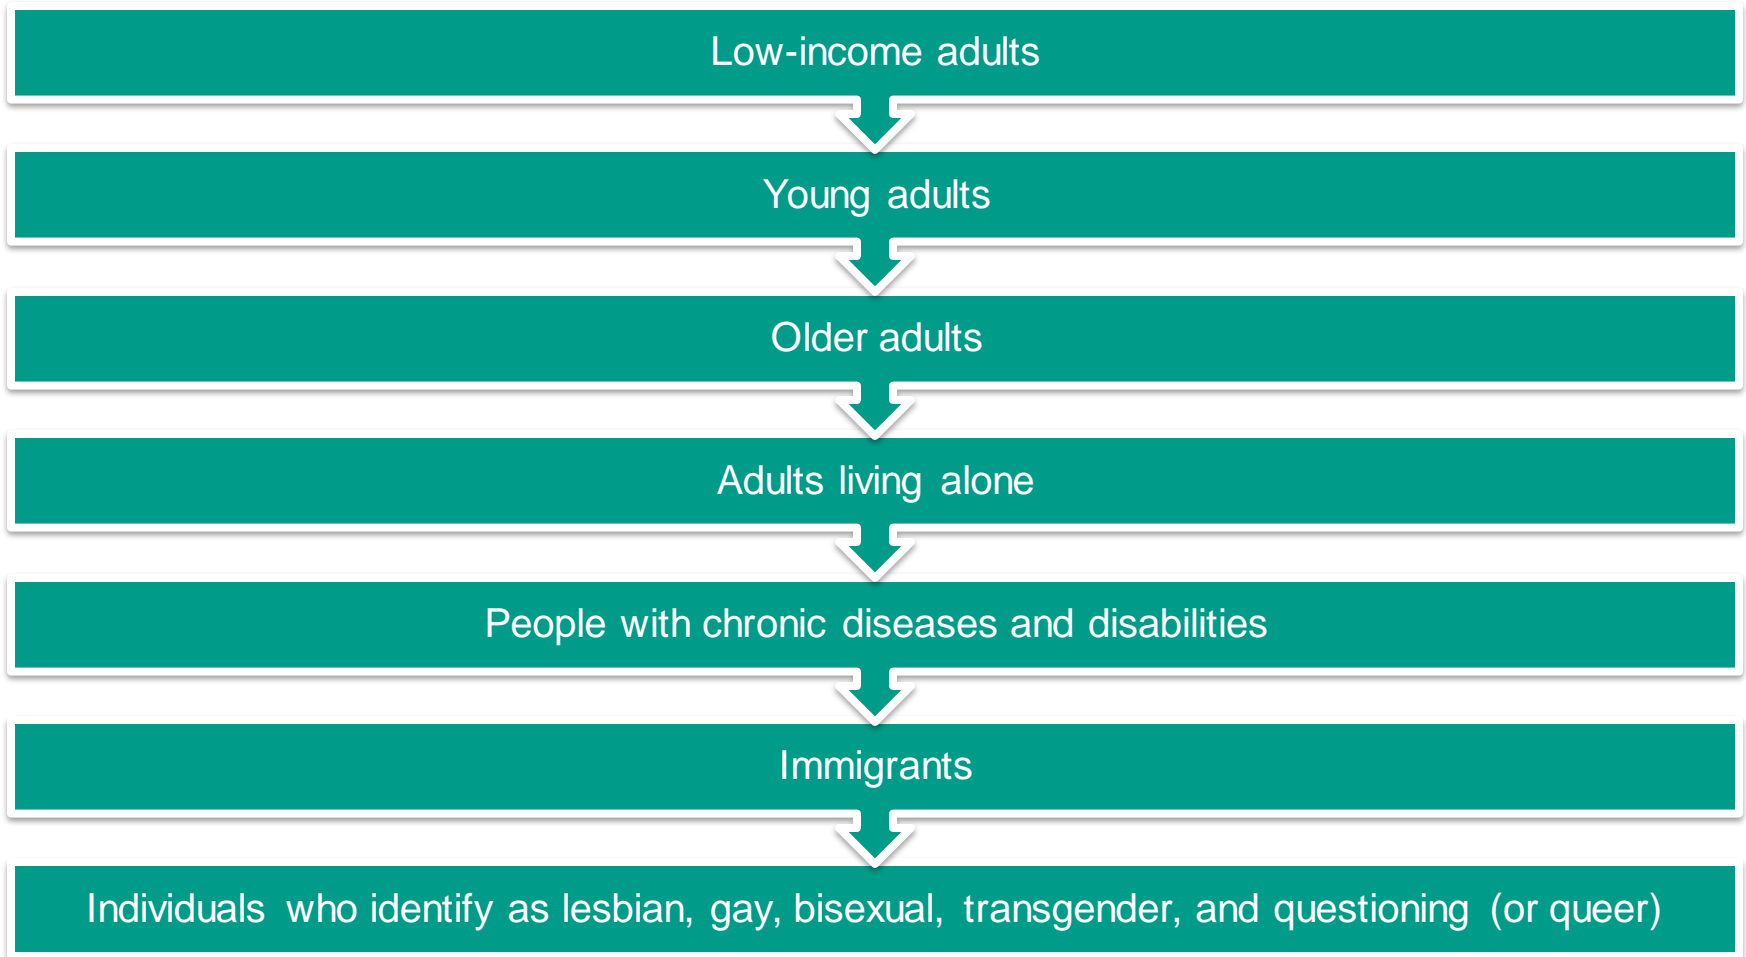 Low-income adults
Young adults
Older adults
Adults living alone
People with chronic diseases and disabilities
Immigrants
Individuals who identify as lesbian, gay, bisexual, transgender, and questioning (or queer)